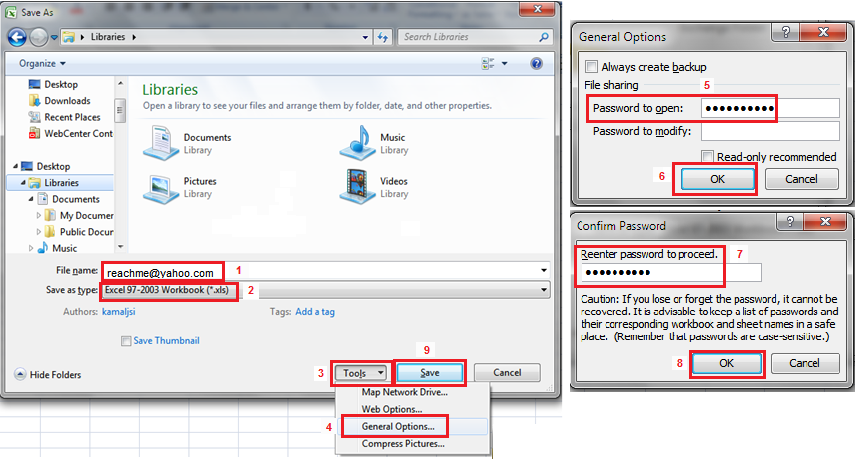 Save As
Libraries
Search Libraries
Organize
Desktop
Downloads
Recent Places
WebCenter Cont
Desktop
Libraries
Documents
My Documen
Public Docum
Music
Libraries
Open a library to see your files and arrange them by folder, date, and other properties.
Documents
Library
Music
Library
Pictures
Library
Videos
Library
File name: reachme@yahoo.com 1
Save as type: Excel 97-2003 Workbook (*.xls) 2
Authors: kamaljsi Tags: Add a tag
Save Thumbnail
9
Hide Folders 3 Tools Save Cancel
Map Network Drive...
Web Options...
4 General Options...
Compress Pictures...
General Options
?
Always create backup
File sharing 5
Password to open: ●●●●●●●●●●
Password to modify:
Read-only recommended
6 OK Cancel
Confirm Password
?
Reenter password to proceed. 7
●●●●●●●●●●
Caution: If you lose or forget the password, it cannot be
recovered. It is advisable to keep a list of passwords and
their corresponding workbook and sheet names in a safe
place. (Remember that passwords are case-sensitive.)
8 OK Cancel